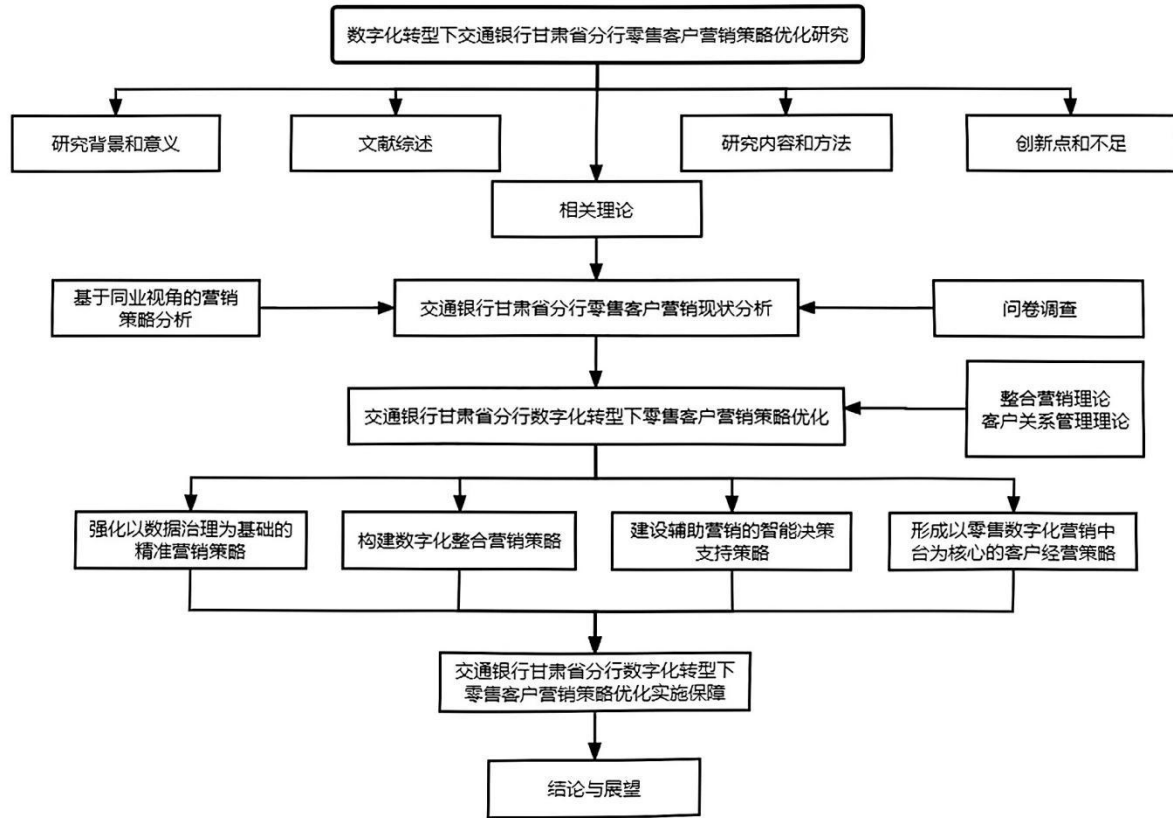 数字化转型下交通银行甘肃省分行零售客户营销策略优化研究
研究背景和意义
文献综述
研究内容和方法
创新点和不足
相关理论
基于同业视角的营销
策略分析
交通银行甘肃省分行零售客户营销现状分析
问卷调查
交通银行甘肃省分行数字化转型下零售客户营销策略优化
整合营销理论
客户关系管理理论
强化以数据治理为基础的
精准营销策略
构建数字化整合营销策略
建设辅助营销的智能决策
支持策略
形成以零售数字化营销中
台为核心的客户经营策略
交通银行甘肃省分行数字化转型下
零售客户营销策略优化实施保障
结论与展望